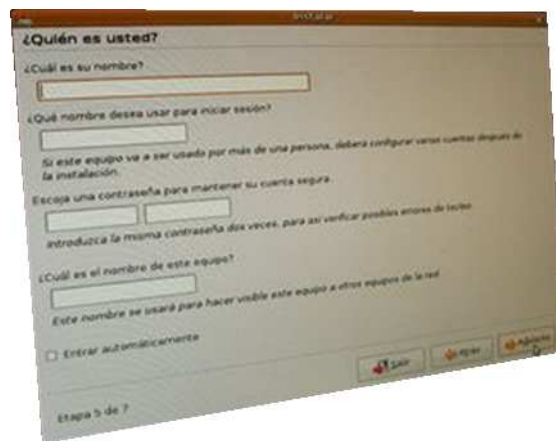 Instalar
¿Quién es usted?
¿Cuál es su nombre?
¿Qué nombre desea usar para iniciar sesión?
Si este equipo va a ser usado por más de una persona, deberá configurar varias cuentas después de
la instalación.
Escoja una contraseña para mantener su cuenta segura.
Introduzca la misma contraseña dos veces, para así verificar posibles errores de tecleo.
¿Cuál es el nombre de este equipo?
Este nombre se usará para hacer visible este equipo a otros equipos de la red.
Entrar automáticamente
Salir Atrás Adelante
Etapa 5 de 7